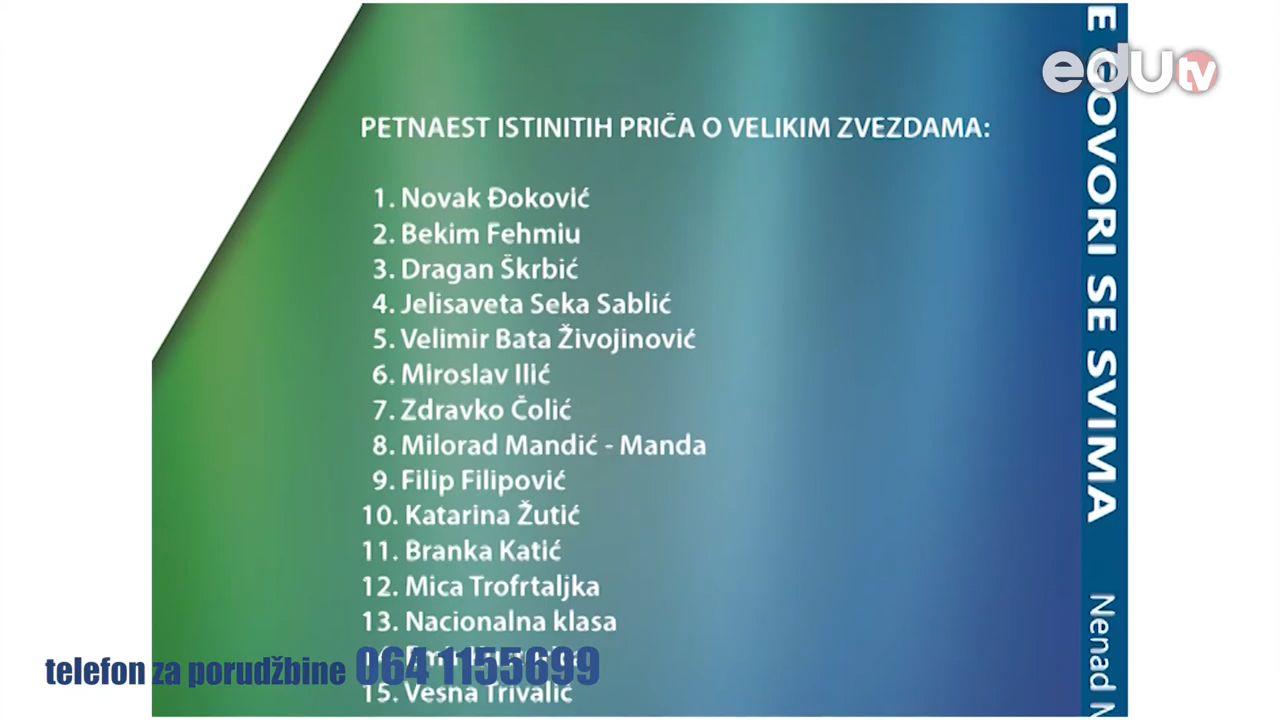 edutv
PETNAEST ISTINITIH PRIČA O VELIKIM ZVEZDAMA:
1. Novak Đoković
2. Bekim Fehmiu
3. Dragan Škrbić
4. Jelisaveta Seka Sablić
5. Velimir Bata Živojinović
6. Miroslav Ilić
7. Zdravko Čolić
8. Milorad Mandić - Manda
9. Filip Filipović
10. Katarina Žutić
11. Branka Katić
12. Mica Trofrtaljka
13. Nacionalna klasa
15. Vesna Trivalić
telefon za porudžbine 064 1155699
GOVORI SE SVIMA
Nenad